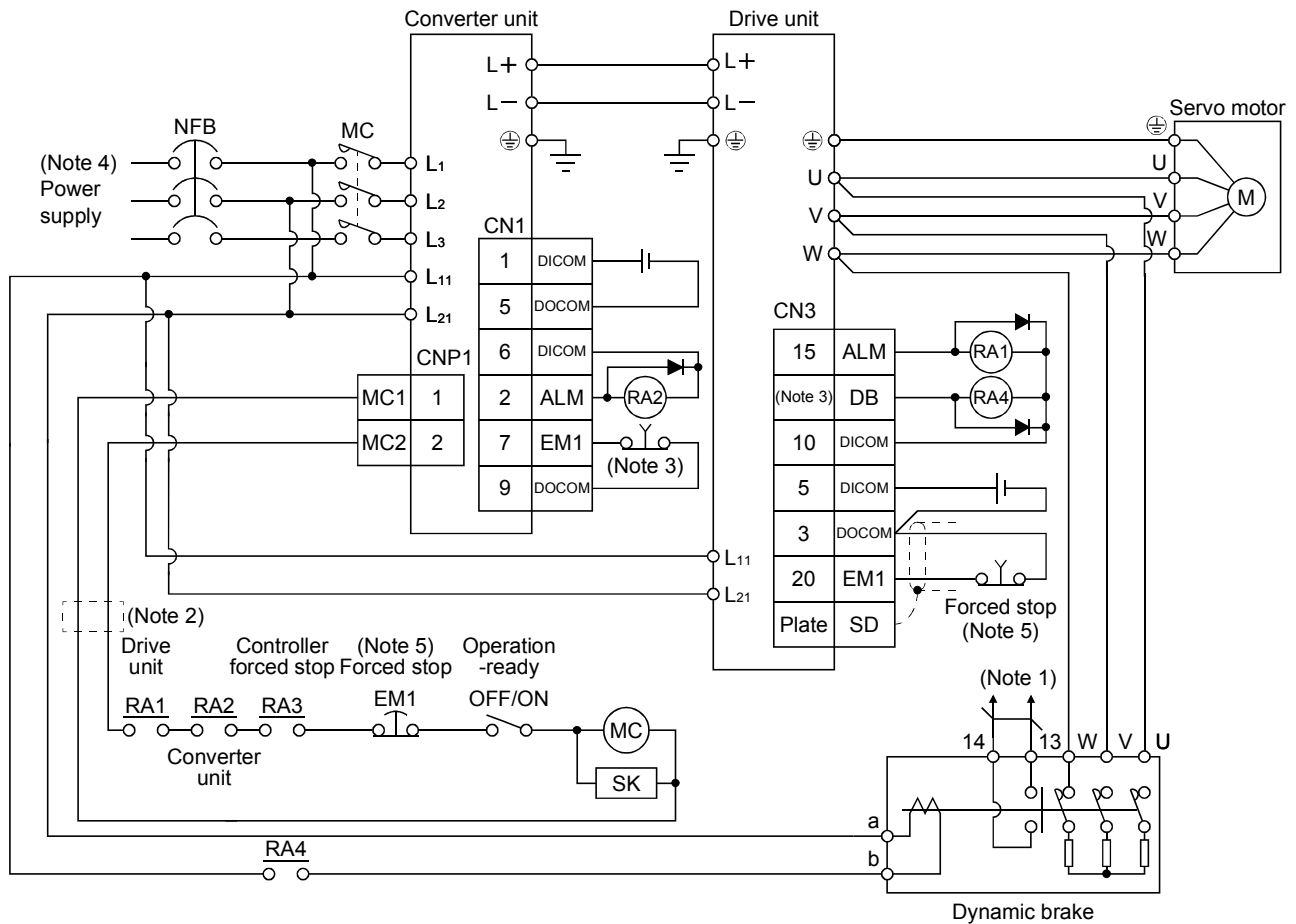 Converter unit
Drive unit
L+
L+
L−
L−
Servo motor
NFB
MC
(Note 4)
Power
supply
L1
L2
L3
L11
L21
U
V
W
U
V
W
M
CN1
1 DICOM
5 DOCOM
6 DICOM
2 ALM
7 EM1
9 DOCOM
RA2
(Note 3)
CNP1
MC1 1
MC2 2
CN3
15 ALM
(Note 3) DB
10 DICOM
5 DICOM
3 DOCOM
20 EM1
Plate SD
RA1
RA4
L11
L21
Forced stop
(Note 5)
(Note 2)
Drive
unit
Controller
forced stop
(Note 5)
Forced stop
Operation
-ready
RA1
RA2
RA3
EM1
OFF/ON
Converter
unit
MC
SK
(Note 1)
14
13
W
V
U
a
b
RA4
Dynamic brake